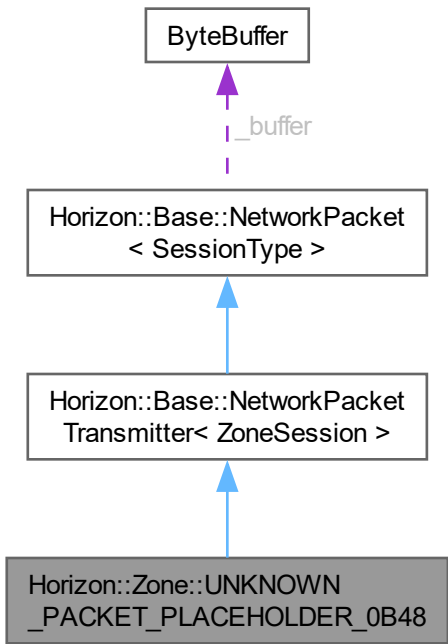 ByteBuffer
_buffer
Horizon::Base::NetworkPacket
< SessionType >
Horizon::Base::NetworkPacket
Transmitter< ZoneSession >
Horizon::Zone::UNKNOWN
_PACKET_PLACEHOLDER_0B48